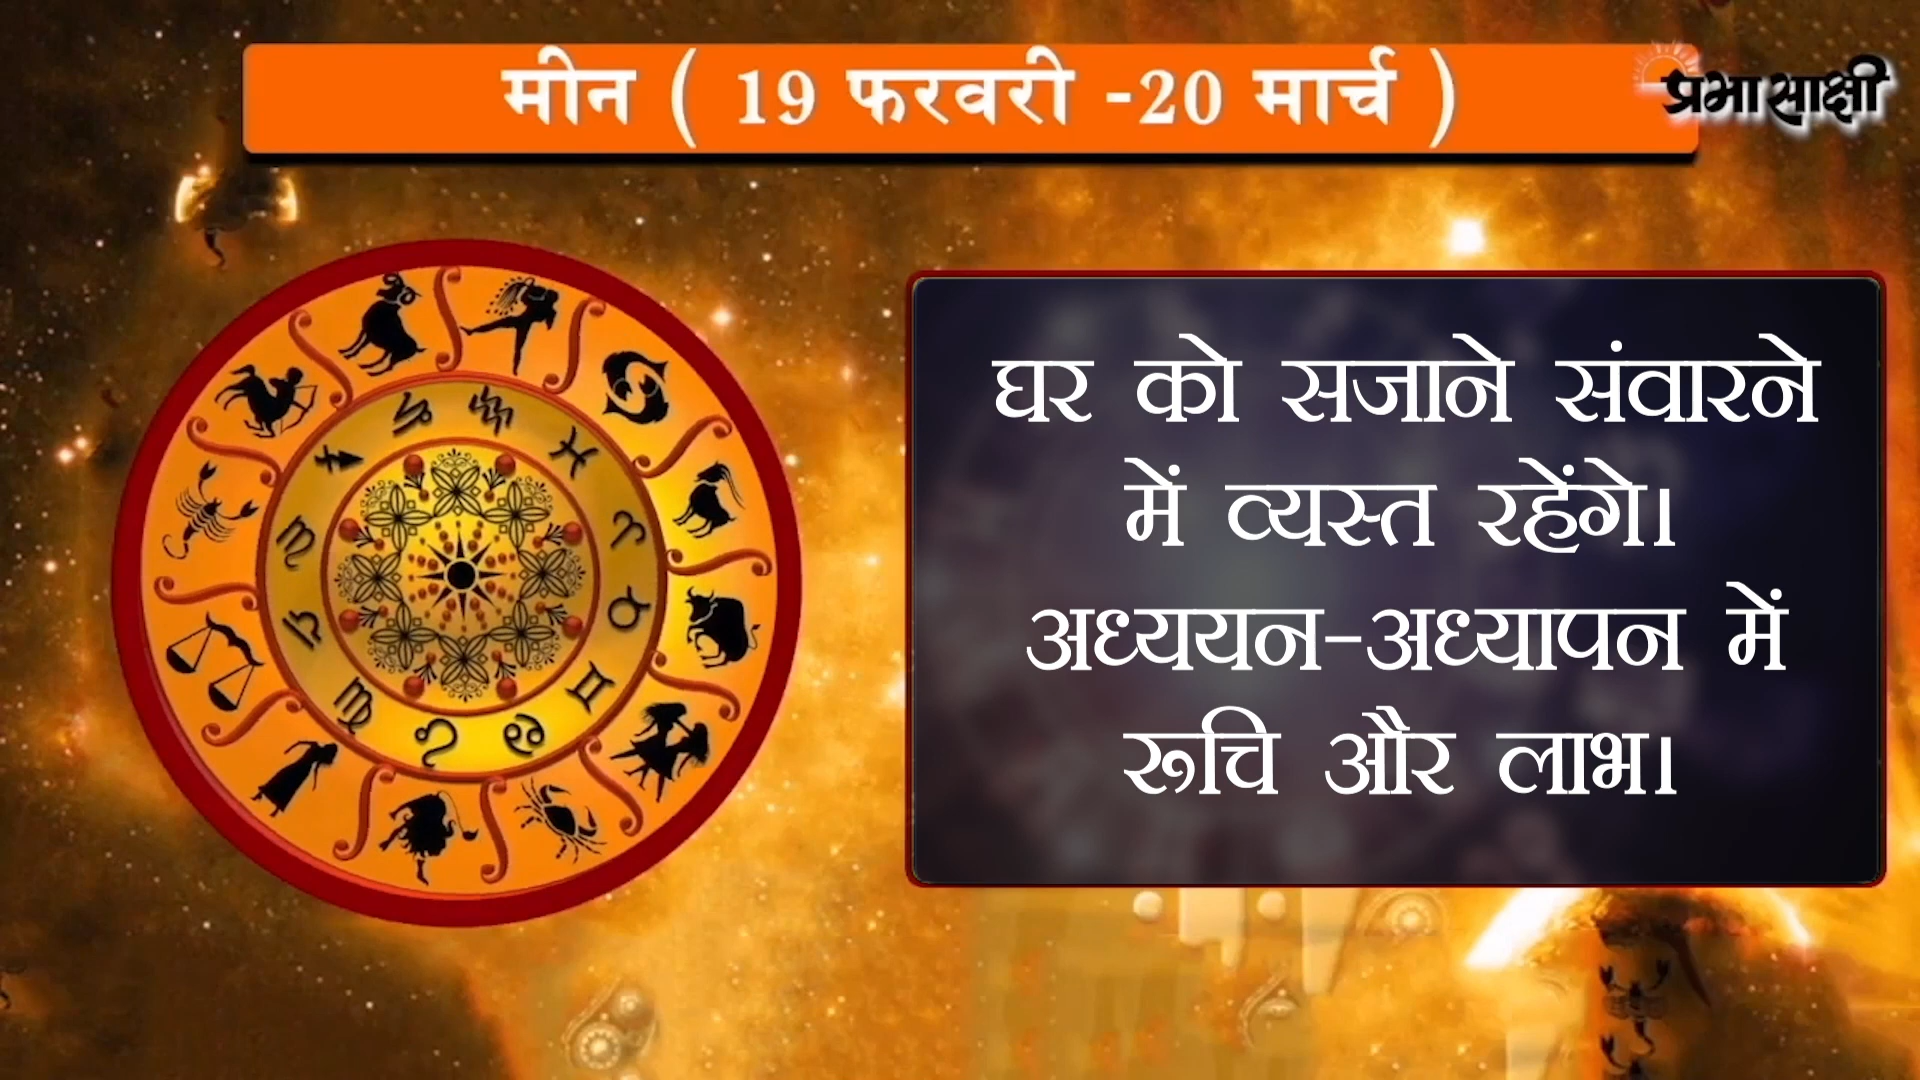 मीन ( 19 फरवरी -20 मार्च )
प्रभासाक्षी
घर को सजाने संवारने
में व्यस्त रहेंगे।
अध्ययन-अध्यापन में
रूचि और लाभ।